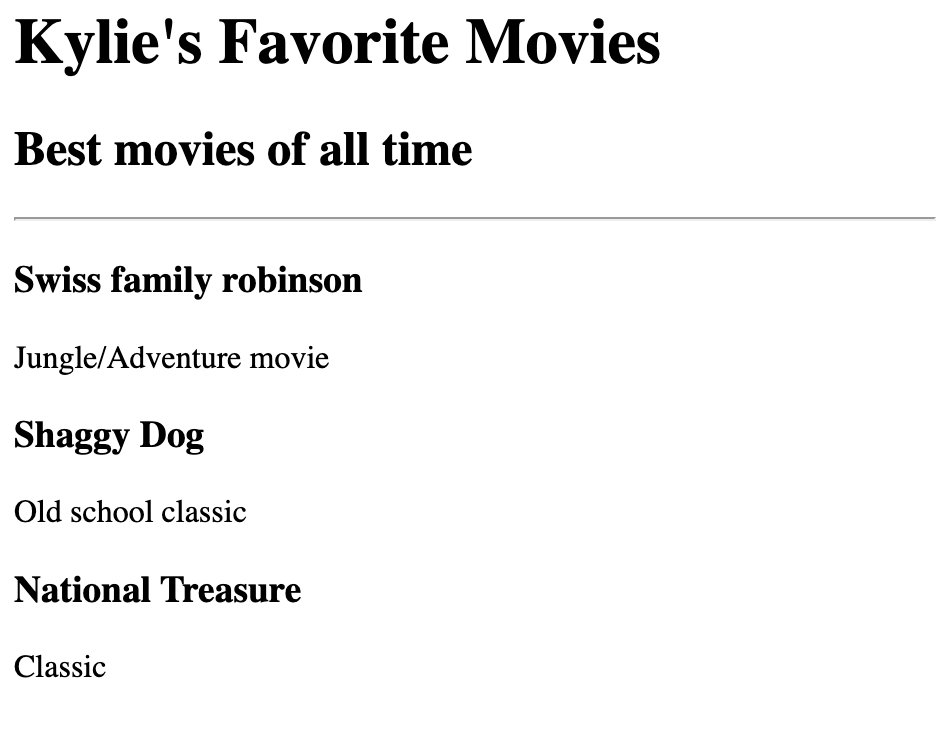 Kylie's Favorite Movies
Best movies of all time
Swiss family robinson
Jungle/Adventure movie
Shaggy Dog
Old school classic
National Treasure
Classic